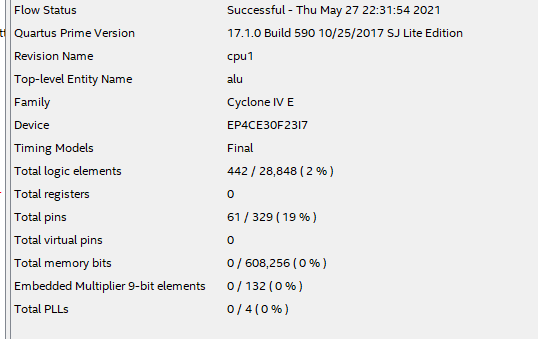 Flow Status Successful - Thu May 27 22:31:54 2021
Quartus Prime Version 17.1.0 Build 590 10/25/2017 SJ Lite Edition
Revision Name cpu1
Top-level Entity Name alu
Family Cyclone IV E
Device EP4CE30F23I7
Timing Models Final
Total logic elements 442 / 28,848 ( 2 % )
Total registers 0
Total pins 61 / 329 ( 19 % )
Total virtual pins 0
Total memory bits 0 / 608,256 ( 0 % )
Embedded Multiplier 9-bit elements 0 / 132 ( 0 % )
Total PLLs 0 / 4 ( 0 % )